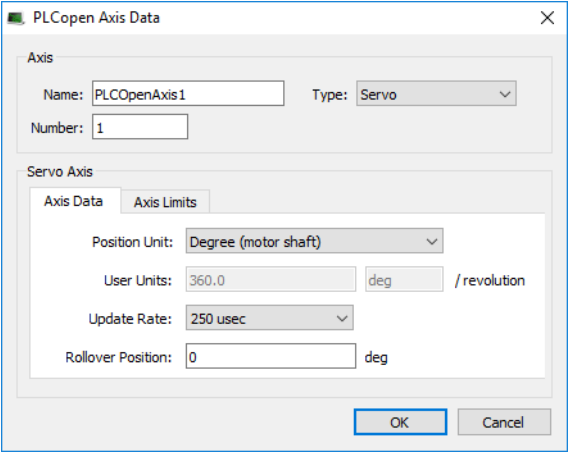 PLCopen Axis Data
Axis
Name: PLCOpenAxis1 Type: Servo
Number: 1
Servo Axis
Axis Data Axis Limits
Position Unit: Degree (motor shaft)
User Units: 360.0 deg / revolution
Update Rate: 250 usec
Rollover Position: 0 deg
OK Cancel